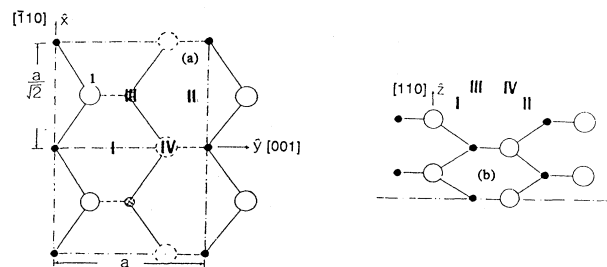 [1̄10] x̂
(a)
1
a/√2
III
II
I
IV
ŷ [001]
a
[110] ẑ
III IV
I II
(b)